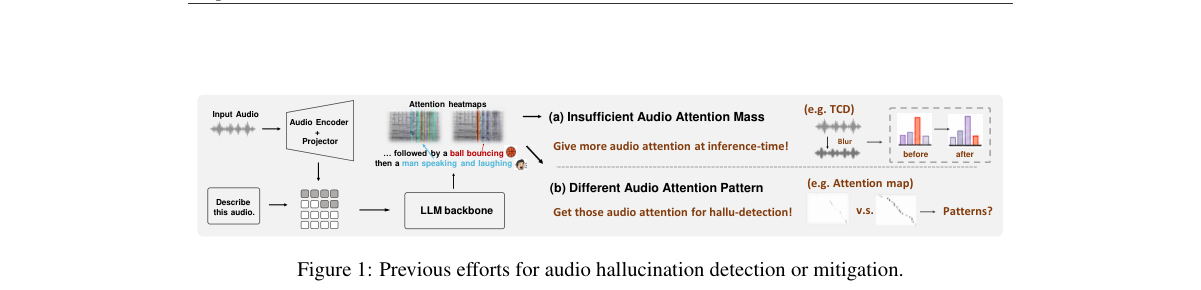 Input Audio
Audio Encoder
+
Projector
Describe
this audio.
Attention heatmaps
... followed by a ball bouncing
then a man speaking and laughing
LLM backbone
(a) Insufficient Audio Attention Mass
Give more audio attention at inference-time!
(e.g. TCD)
Blur
before
after
(b) Different Audio Attention Pattern
Get those audio attention for hallu-detection!
(e.g. Attention map)
v.s.
Patterns?
Figure 1: Previous efforts for audio hallucination detection or mitigation.